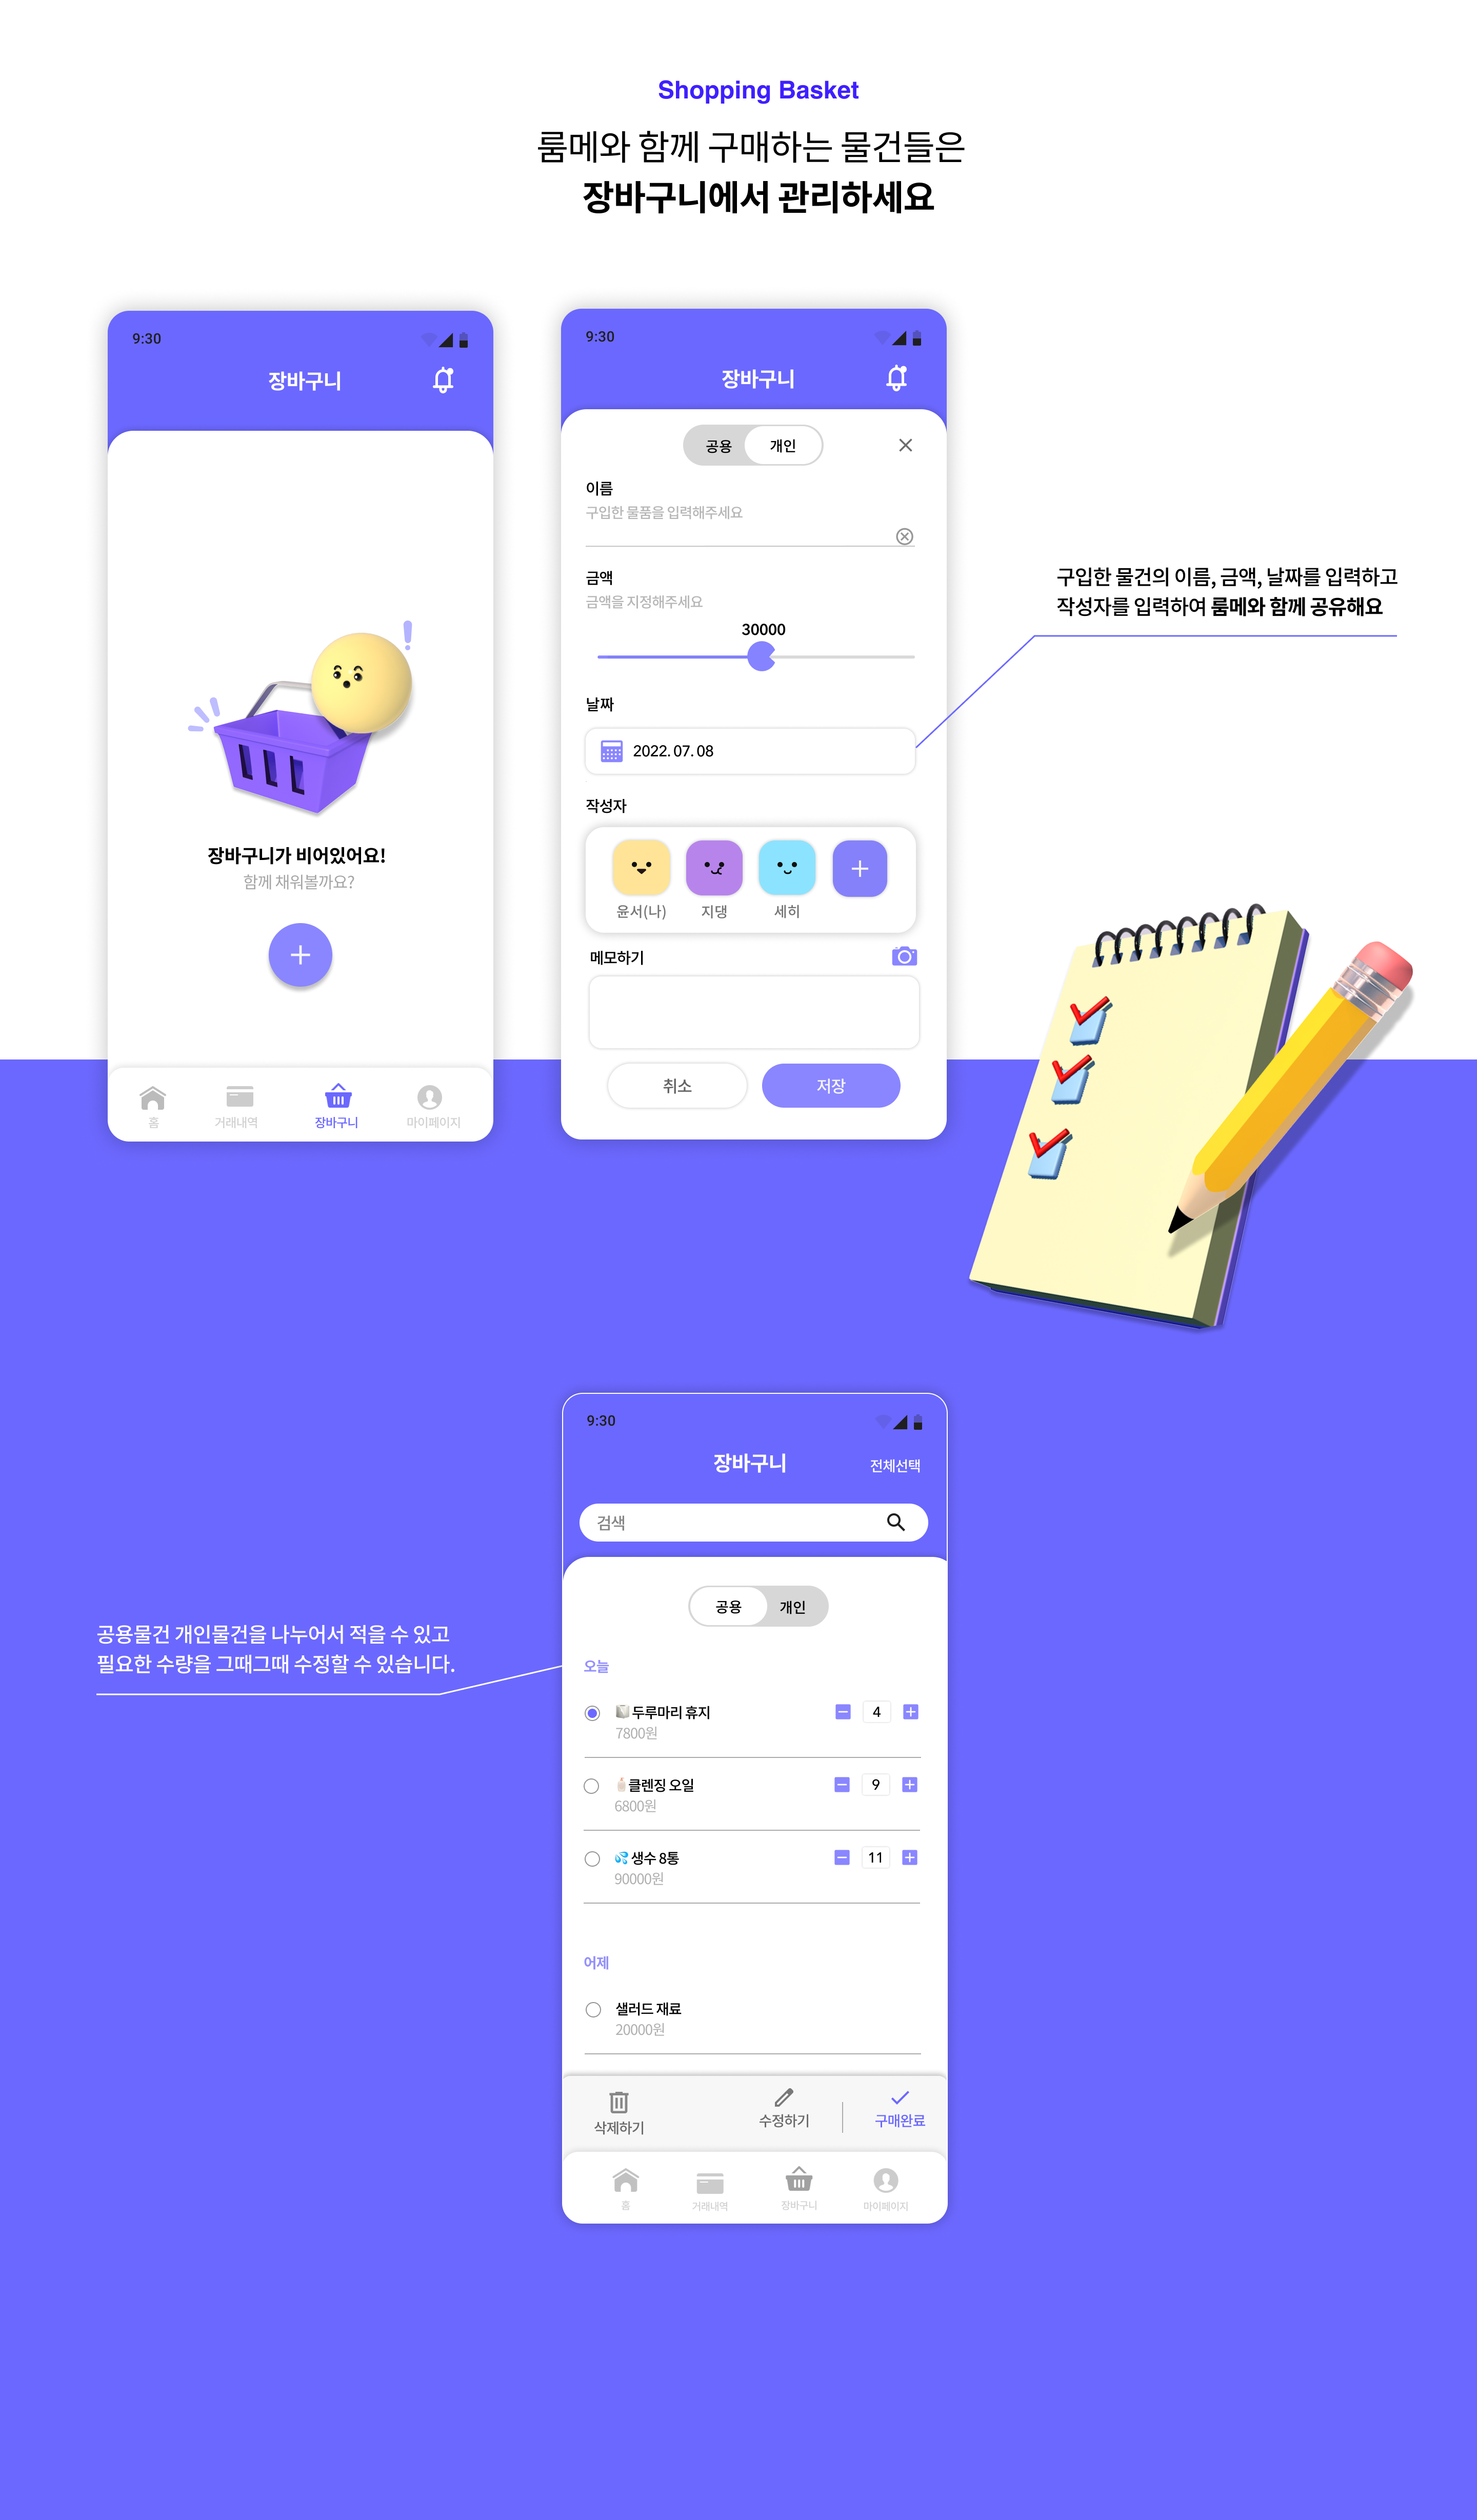 Shopping Basket
룸메와 함께 구매하는 물건들은
장바구니에서 관리하세요
9:30
장바구니
장바구니가 비어있어요!
함께 채워볼까요?
홈
거래내역
장바구니
마이페이지
9:30
장바구니
공용
개인
이름
구입한 물품을 입력해주세요
금액
금액을 지정해주세요
30000
날짜
2022. 07. 08
작성자
윤서(나)
지댕
세히
메모하기
취소
저장
구입한 물건의 이름, 금액, 날짜를 입력하고
작성자를 입력하여 룸메와 함께 공유해요
9:30
장바구니
전체선택
검색
공용
개인
오늘
두루마리 휴지
4
7800원
클렌징 오일
9
6800원
생수 8통
11
90000원
어제
샐러드 재료
20000원
삭제하기
수정하기
구매완료
홈
거래내역
장바구니
마이페이지
공용물건 개인물건을 나누어서 적을 수 있고
필요한 수량을 그때그때 수정할 수 있습니다.